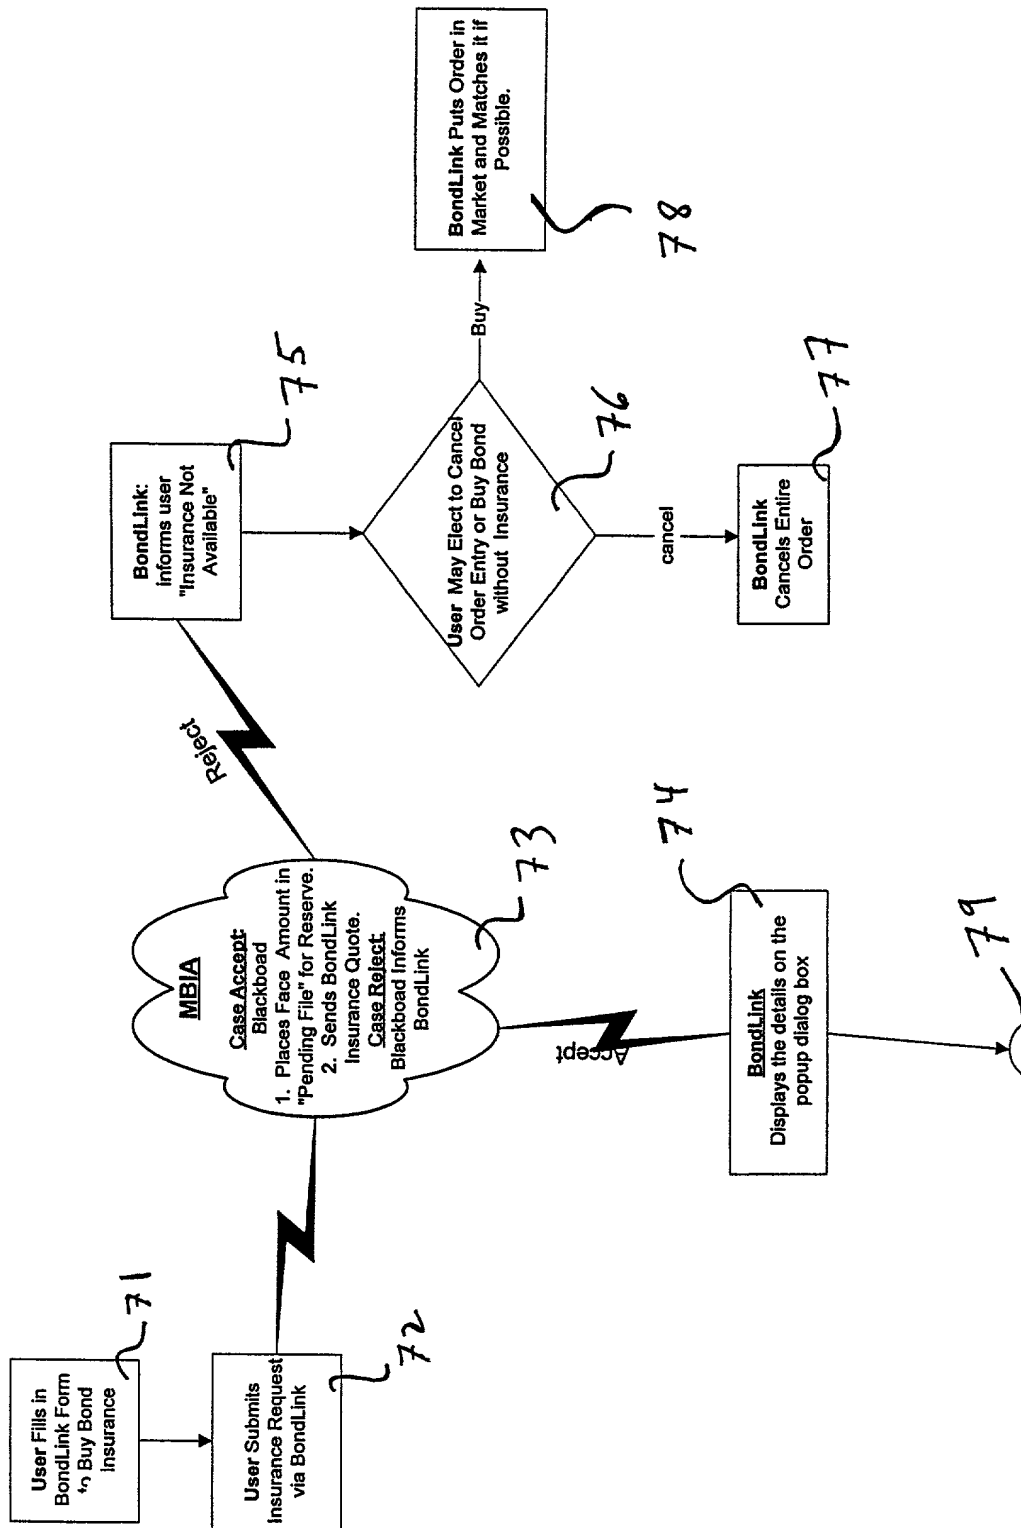 User Fills in
BondLink Form
to Buy Bond
Insurance
71
User Submits
Insurance Request
via BondLink
72
MBIA
Case Accept:
Blackboad
1. Places Face Amount in
"Pending File" for Reserve.
2. Sends BondLink
Insurance Quote.
Case Reject:
Blackboad Informs
BondLink
73
Accept
BondLink
Displays the details on the
popup dialog box
74
79
Reject
BondLink:
informs user
"Insurance Not
Available"
75
User May Elect to Cancel
Order Entry or Buy Bond
without Insurance
76
cancel
BondLink
Cancels Entire
Order
77
Buy
BondLink Puts Order in
Market and Matches it if
Possible.
78